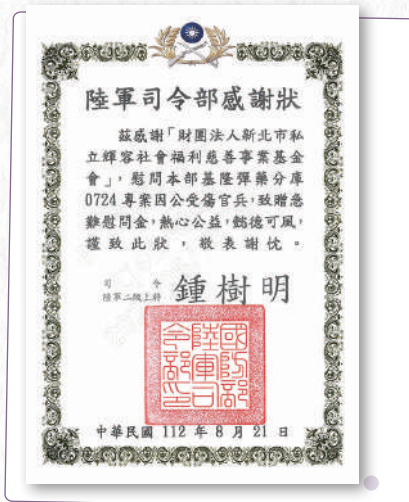 陸軍司令部感謝狀
茲感謝「財團法人新北市私
立輝容社會福利慈善事業基金
會」,慰問本部基隆彈藥分庫
0724專案因公受傷官兵,致贈急
難慰問金,熱心公益,懿德可風,
謹致此狀,敬表謝忱。
司令
陸軍二級上將
鍾樹明
國防部
陸軍司
令部印
中華民國 112 年 8 月 21 日